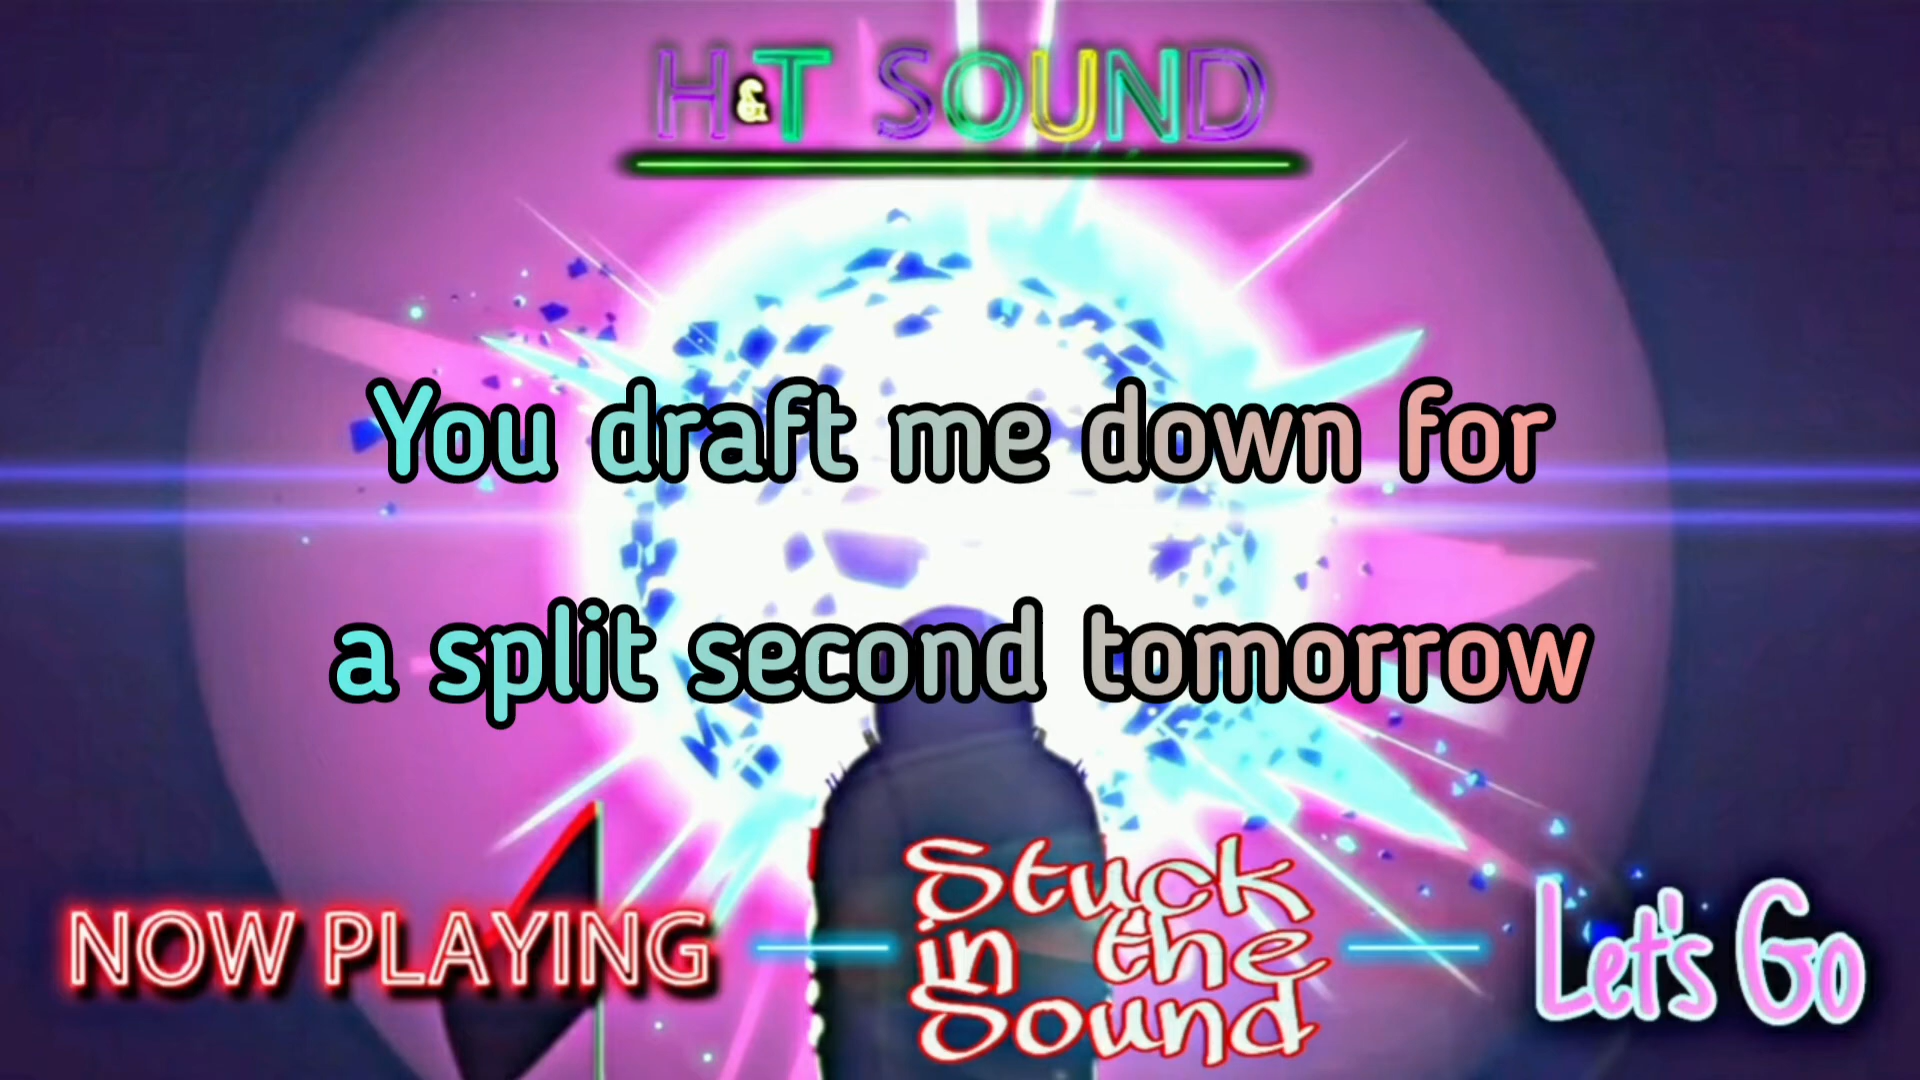 H&T SOUND
You draft me down for
a split second tomorrow
NOW PLAYING
Stuck
in the
Sound
Let's Go